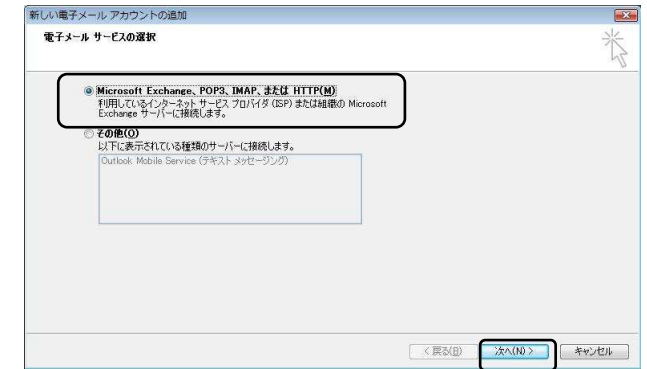 新しい電子メール アカウントの追加
電子メール サービスの選択
Microsoft Exchange、POP3、IMAP、または HTTP(M)
利用しているインターネット サービス プロバイダ (ISP) または組織の Microsoft
Exchange サーバーに接続します。
その他(O)
以下に表示されている種類のサーバーに接続します。
Outlook Mobile Service (テキスト メッセージング)
< 戻る(B)
次へ(N) >
キャンセル